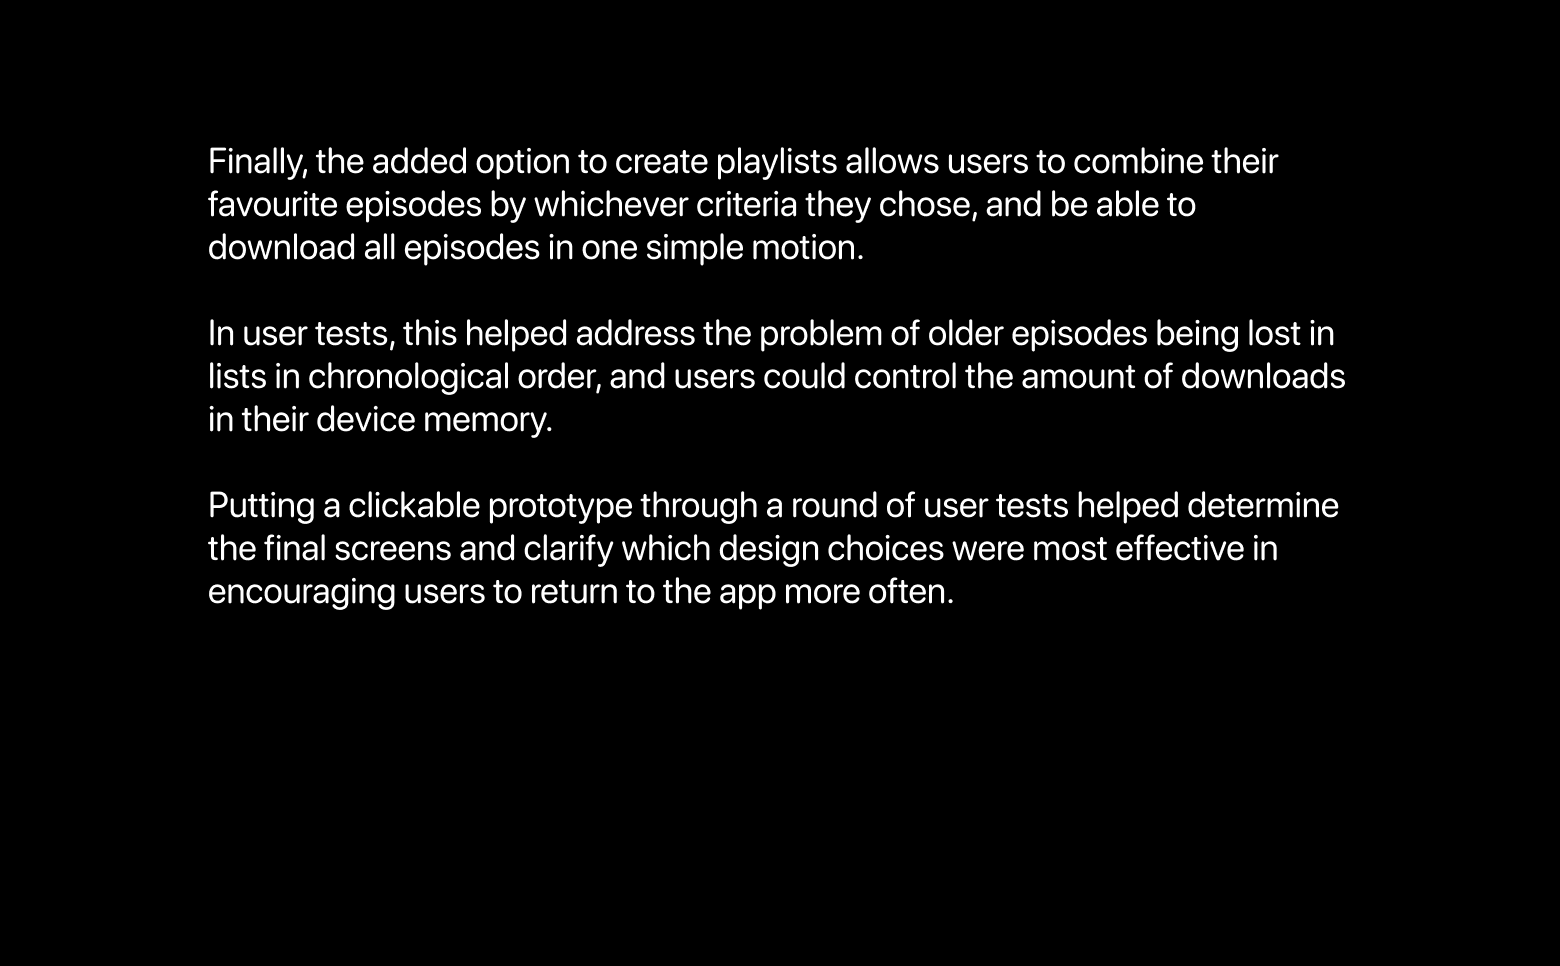 Finally, the added option to create playlists allows users to combine their
favourite episodes by whichever criteria they chose, and be able to
download all episodes in one simple motion.
In user tests, this helped address the problem of older episodes being lost in
lists in chronological order, and users could control the amount of downloads
in their device memory.
Putting a clickable prototype through a round of user tests helped determine
the final screens and clarify which design choices were most effective in
encouraging users to return to the app more often.